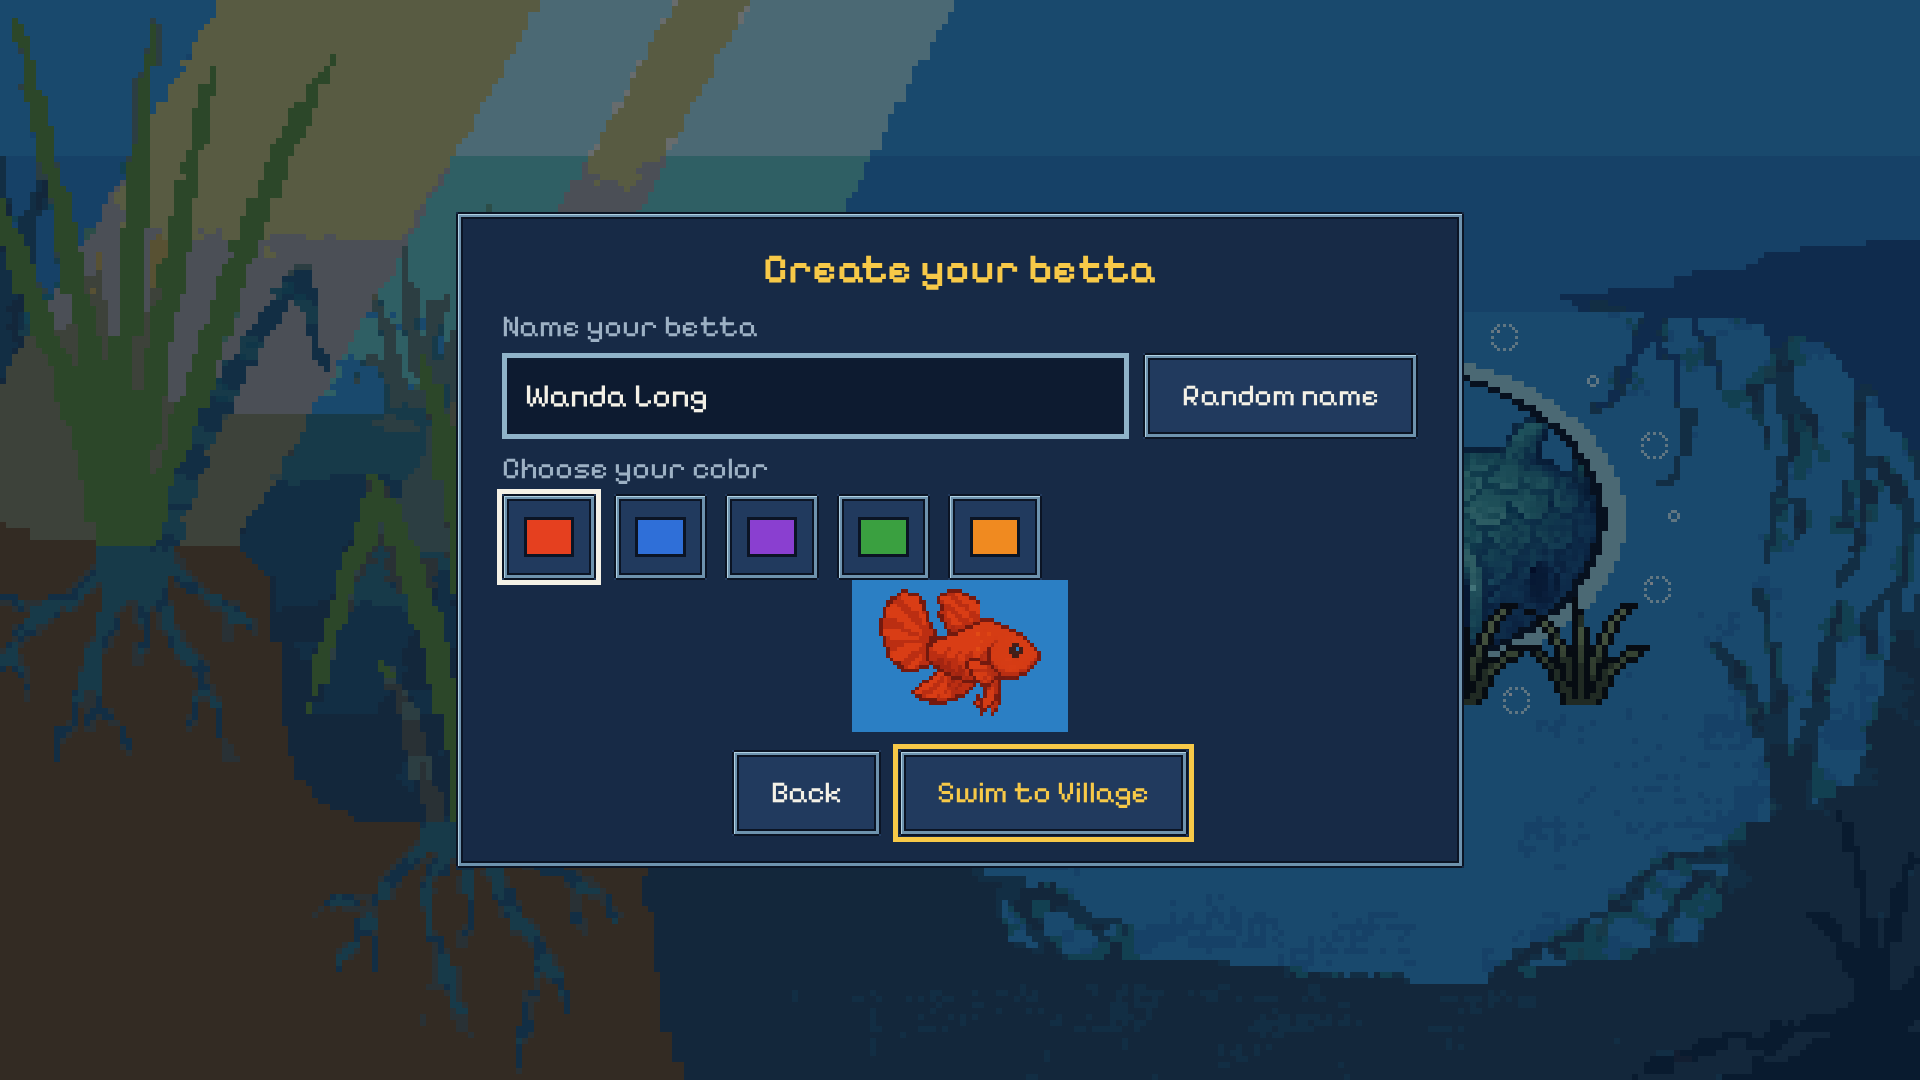 Create your betta
Name your betta
Wanda Long
Random name
Choose your color
Back
Swim to Village